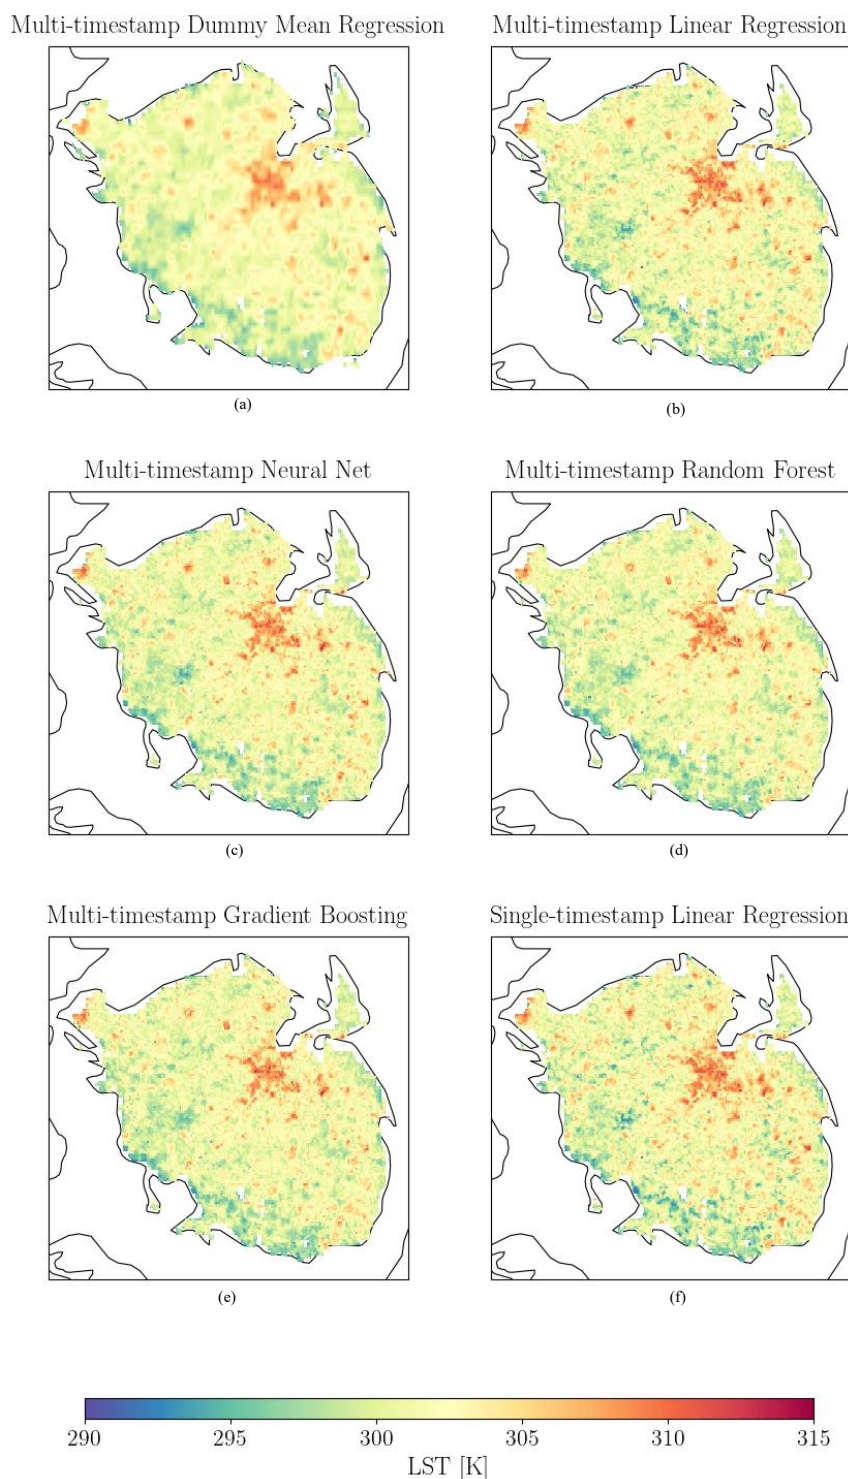 Multi-timestamp Dummy Mean Regression
Multi-timestamp Linear Regression
(a)
(b)
Multi-timestamp Neural Net
Multi-timestamp Random Forest
(c)
(d)
Multi-timestamp Gradient Boosting
Single-timestamp Linear Regression
(e)
(f)
290 295 300 305 310 315
LST [K]